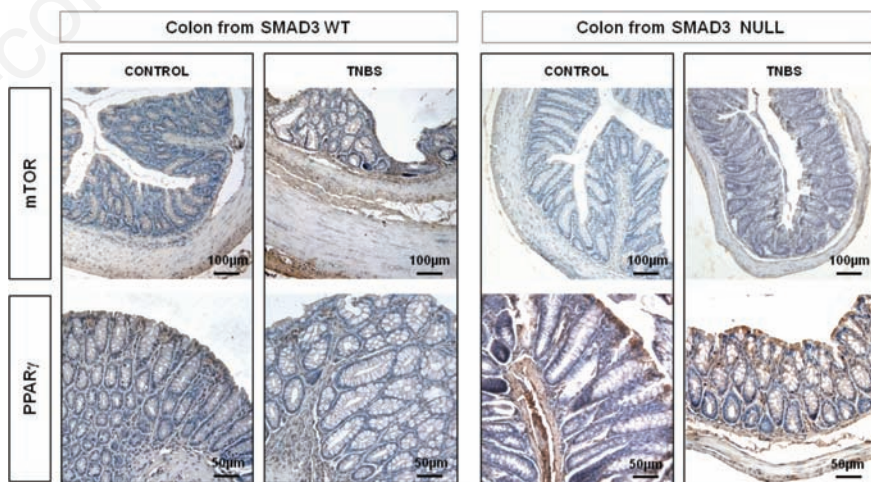 Colon from SMAD3 WT
Colon from SMAD3 NULL
CONTROL
TNBS
CONTROL
TNBS
mTOR
100µm
100µm
100µm
100µm
PPARγ
50µm
50µm
50µm
50µm